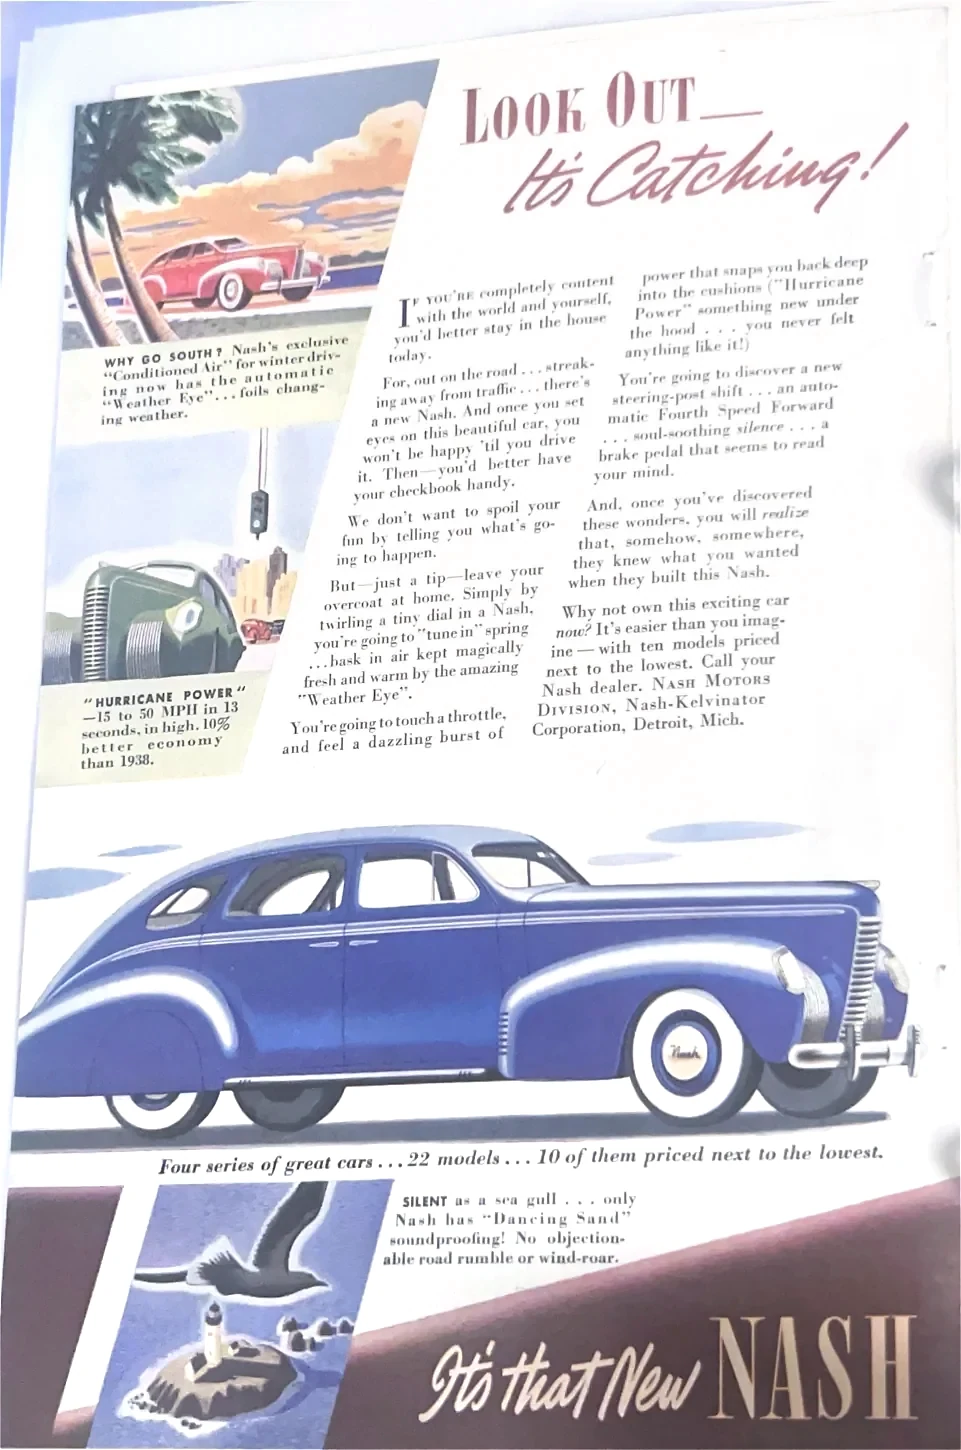 LOOK OUT—
It's Catching!
WHY GO SOUTH? Nash's exclusive
"Conditioned Air" for winter driv-
ing now has the automatic
"Weather Eye"... foils chang-
ing weather.
"HURRICANE POWER"
—15 to 50 MPH in 13
seconds, in high. 10%
better economy
than 1938.
IF YOU'RE completely content
with the world and yourself,
you'd better stay in the house
today.
For, out on the road . . . streak-
ing away from traffic . . . there's
a new Nash. And once you set
eyes on this beautiful car, you
won't be happy 'til you drive
it. Then—you'd better have
your checkbook handy.
We don't want to spoil your
fun by telling you what's go-
ing to happen.
But—just a tip—leave your
overcoat at home. Simply by
twirling a tiny dial in a Nash,
you're going to "tune in" spring
...bask in air kept magically
fresh and warm by the amazing
"Weather Eye".
You're going to touch a throttle,
and feel a dazzling burst of
power that snaps you back deep
into the cushions ("Hurricane
Power" something new under
the hood . . . you never felt
anything like it!)
You're going to discover a new
steering-post shift . . . an auto-
matic Fourth Speed Forward
. . . soul-soothing silence . . . a
brake pedal that seems to read
your mind.
And, once you've discovered
these wonders, you will realize
that, somehow, somewhere,
they knew what you wanted
when they built this Nash.
Why not own this exciting car
now? It's easier than you imag-
ine — with ten models priced
next to the lowest. Call your
Nash dealer. NASH MOTORS
DIVISION, Nash-Kelvinator
Corporation, Detroit, Mich.
Nash
Four series of great cars . . . 22 models . . . 10 of them priced next to the lowest.
SILENT as a sea gull . . . only
Nash has "Dancing Sand"
soundproofing! No objection-
able road rumble or wind-roar.
It's that New NASH